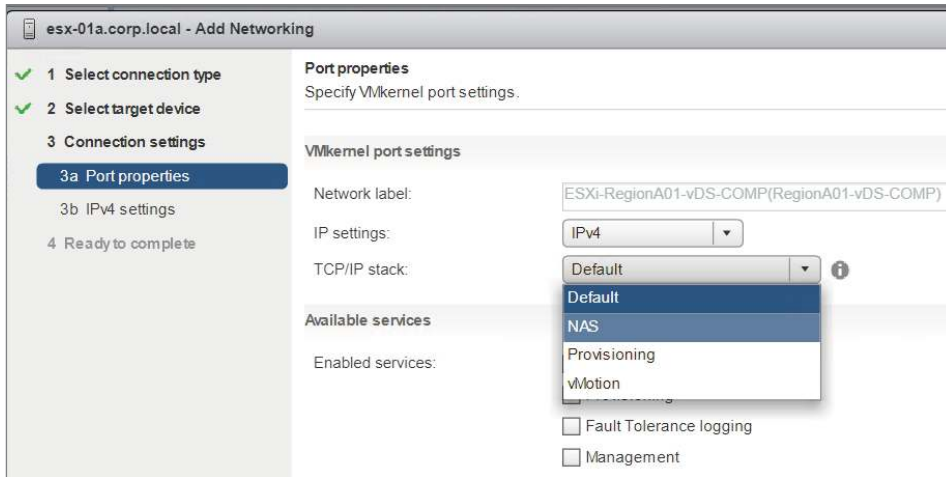 esx-01a.corp.local - Add Networking
1 Select connection type
2 Select target device
3 Connection settings
3a Port properties
3b IPv4 settings
4 Ready to complete
Port properties
Specify VMkernel port settings.
VMkernel port settings
Network label:
ESXi-RegionA01-vDS-COMP(RegionA01-vDS-COMP)
IP settings:
IPv4
TCP/IP stack:
Default
Default
NAS
Provisioning
vMotion
Available services
Enabled services:
Provisioning
Fault Tolerance logging
Management